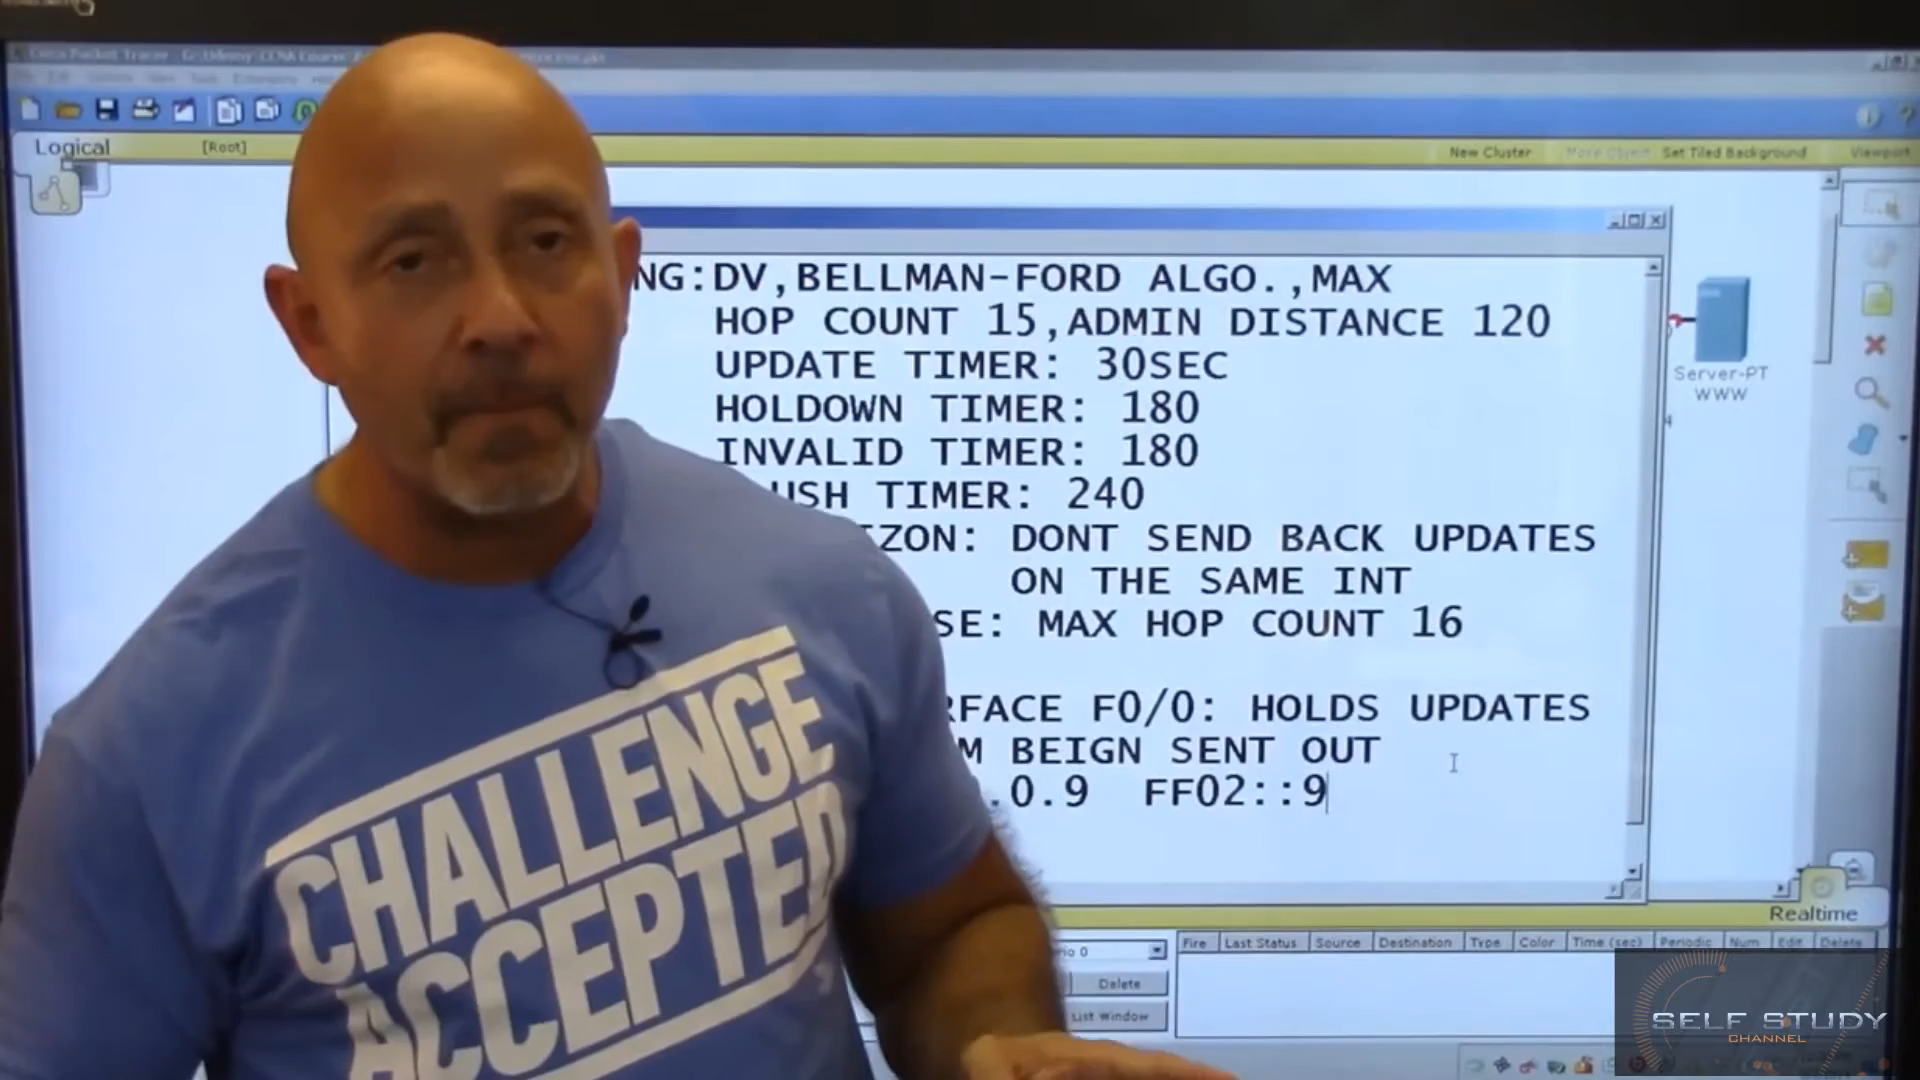 Logical
[Root]
New Cluster
Set Tiled Background
Viewport
NG:DV,BELLMAN-FORD ALGO.,MAX
HOP COUNT 15,ADMIN DISTANCE 120
UPDATE TIMER: 30SEC
HOLDOWN TIMER: 180
INVALID TIMER: 180
USH TIMER: 240
ZON: DONT SEND BACK UPDATES
ON THE SAME INT
SE: MAX HOP COUNT 16
RFACE F0/0: HOLDS UPDATES
M BEIGN SENT OUT
.0.9 FF02::9
Server-PT
WWW
CHALLENGE
ACCEPTED
Realtime
Fire Last Status Source Destination Type Color Time (sec) Periodic Num Edit Delete
Delete
List Window
SELF STUDY
CHANNEL